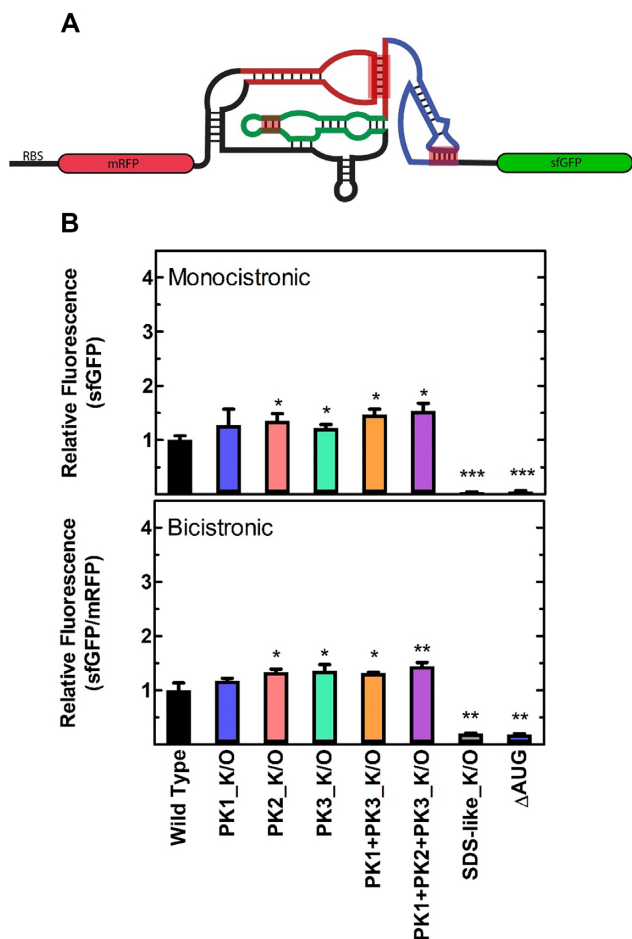 A
RBS
mRFP
sfGFP
B
Monocistronic
Relative Fluorescence
(sfGFP)
4
3
2
1
*
*
*
*
***
***
Bicistronic
Relative Fluorescence
(sfGFP/mRFP)
4
3
2
1
*
*
*
**
**
**
Wild Type
PK1_K/O
PK2_K/O
PK3_K/O
PK1+PK3_K/O
PK1+PK2+PK3_K/O
SDS-like_K/O
ΔAUG